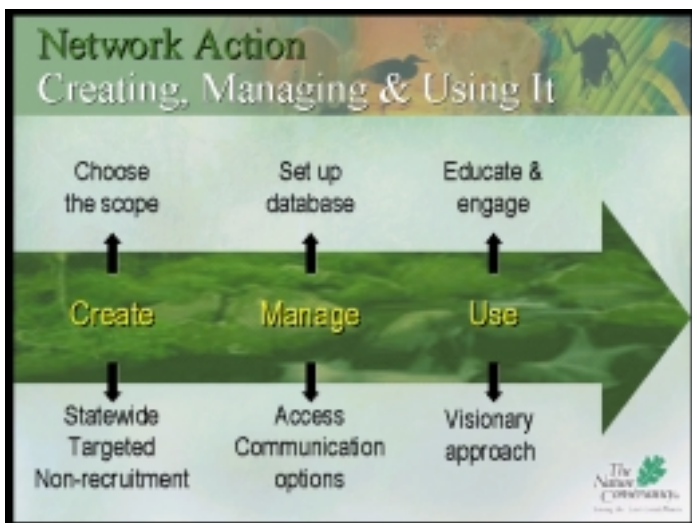 Network Action
Creating, Managing & Using It
Choose
the scope
Set up
database
Educate &
engage
Create
Manage
Use
Statewide
Targeted
Non-recruitment
Access
Communication
options
Visionary
approach
The
Nature
Conservancy